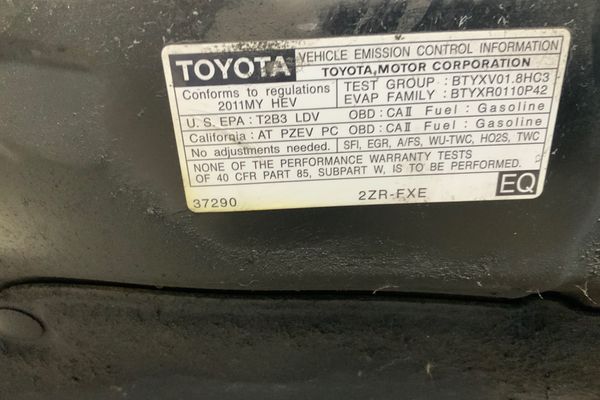 TOYOTA VEHICLE EMISSION CONTROL INFORMATION
TOYOTA MOTOR CORPORATION
Conforms to regulations
2011MY HEV
TEST GROUP : BTYXV01.8HC3
EVAP FAMILY : BTYXR0110P42
U.S. EPA : T2B3 LDV OBD : CAⅡ Fuel : Gasoline
California : AT PZEV PC OBD : CAⅡ Fuel : Gasoline
No adjustments needed. SFI, EGR, A/FS, WU-TWC, HO2S, TWC
NONE OF THE PERFORMANCE WARRANTY TESTS
OF 40 CFR PART 85, SUBPART W, IS TO BE PERFORMED.
37290 2ZR-FXE EQ